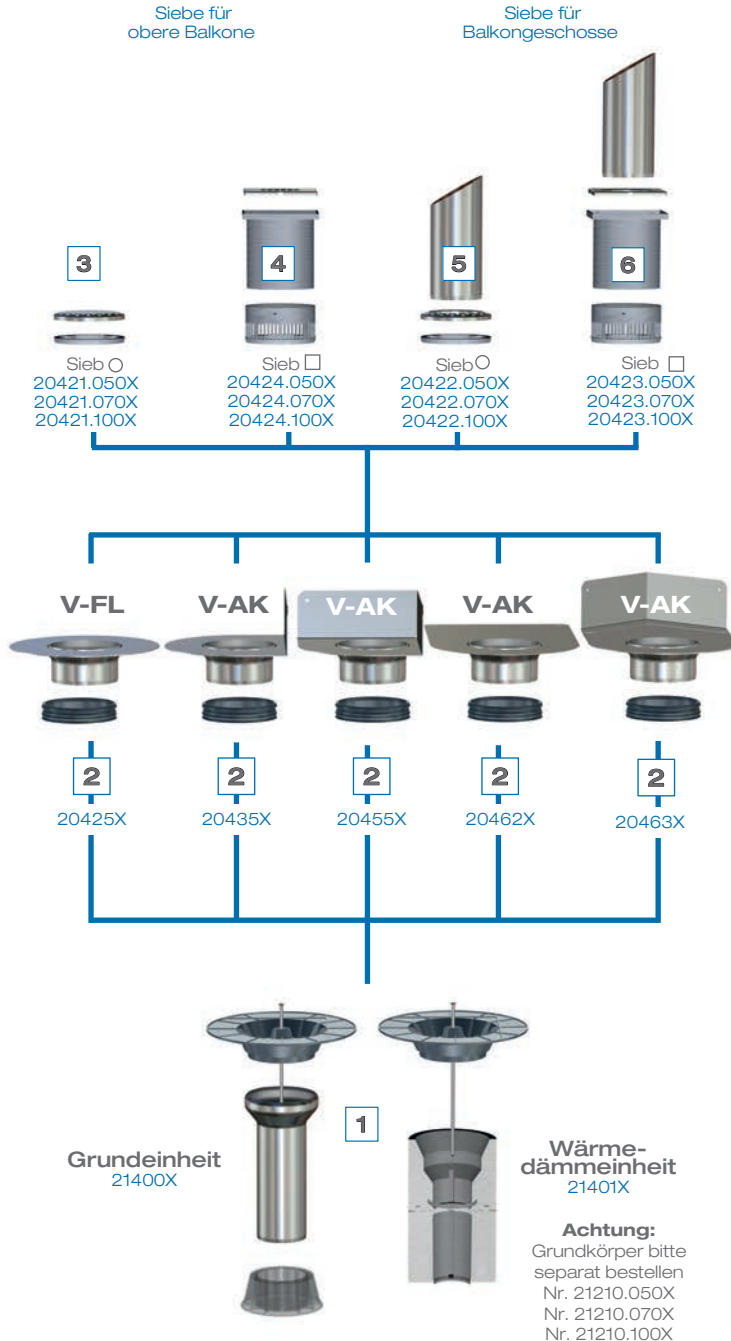 Siebe für
obere Balkone
Siebe für
Balkongeschosse
3
4
5
6
Sieb
20421.050X
20421.070X
20421.100X
Sieb
20424.050X
20424.070X
20424.100X
Sieb
20422.050X
20422.070X
20422.100X
Sieb
20423.050X
20423.070X
20423.100X
V-FL
V-AK
V-AK
V-AK
V-AK
2
2
2
2
2
20425X
20435X
20455X
20462X
20463X
1
Grundeinheit
21400X
Wärme-
dämmeinheit
21401X
Achtung:
Grundkörper bitte
separat bestellen
Nr. 21210.050X
Nr. 21210.070X
Nr. 21210.100X